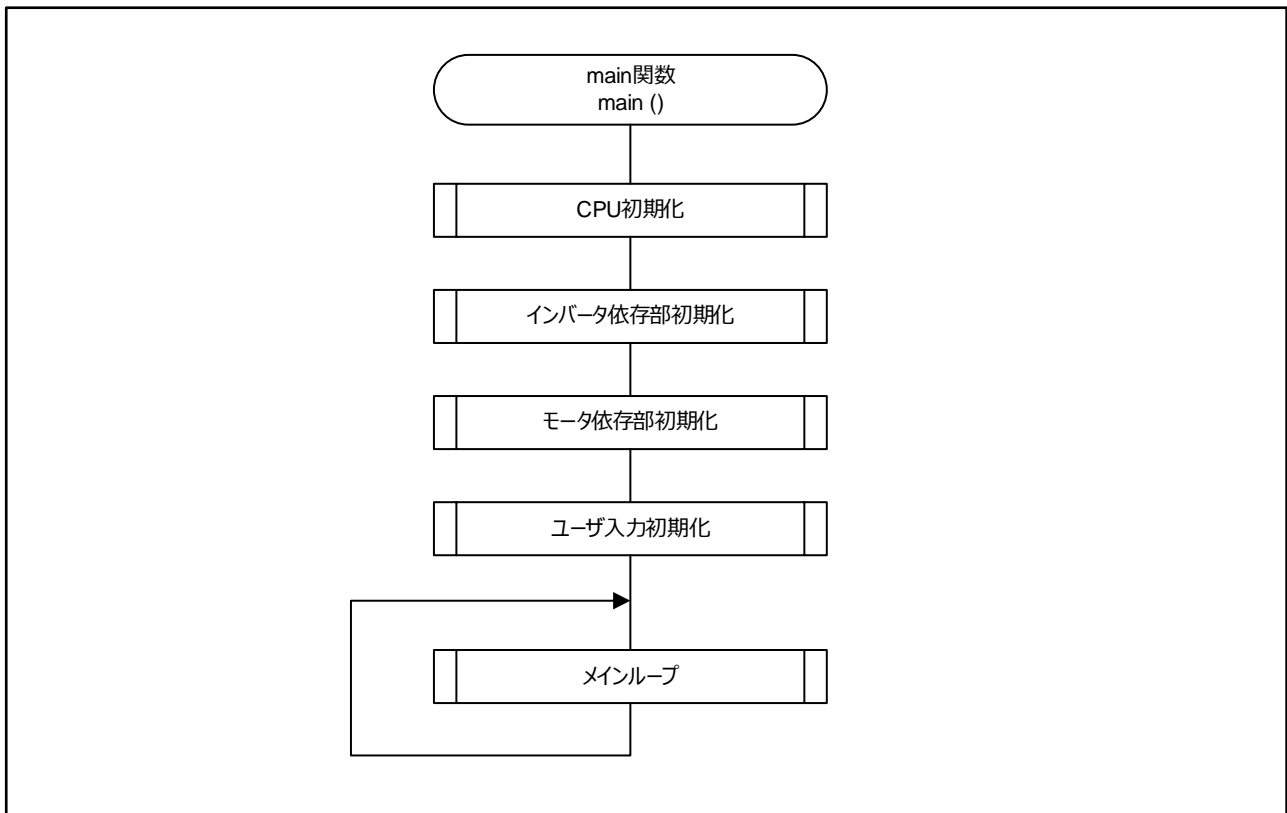 main関数
main ()
CPU初期化
インバータ依存部初期化
モータ依存部初期化
ユーザ入力初期化
メインループ